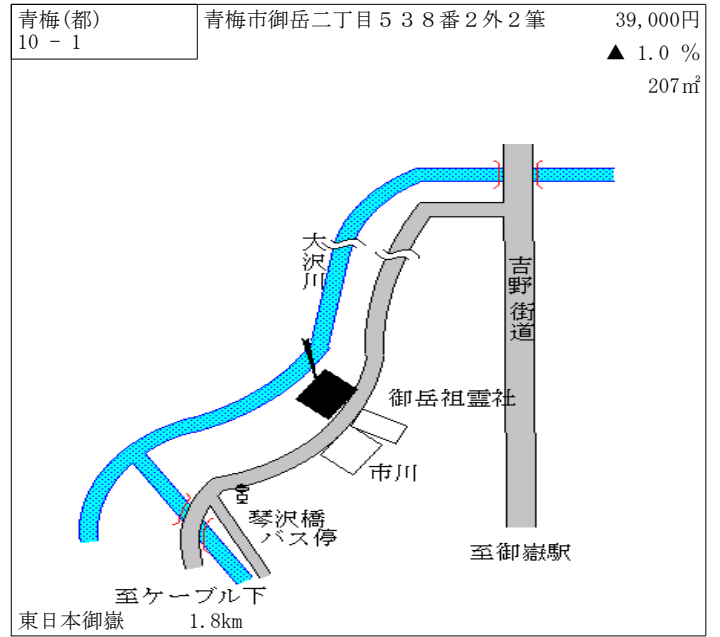 青梅(都)
10 - 1
青梅市御岳二丁目５３８番２外２筆
39,000円
▲ 1.0 %
207㎡
大沢川
吉野街道
御岳祖霊社
市川
琴沢橋
バス停
至御嶽駅
至ケーブル下
東日本御嶽 1.8km